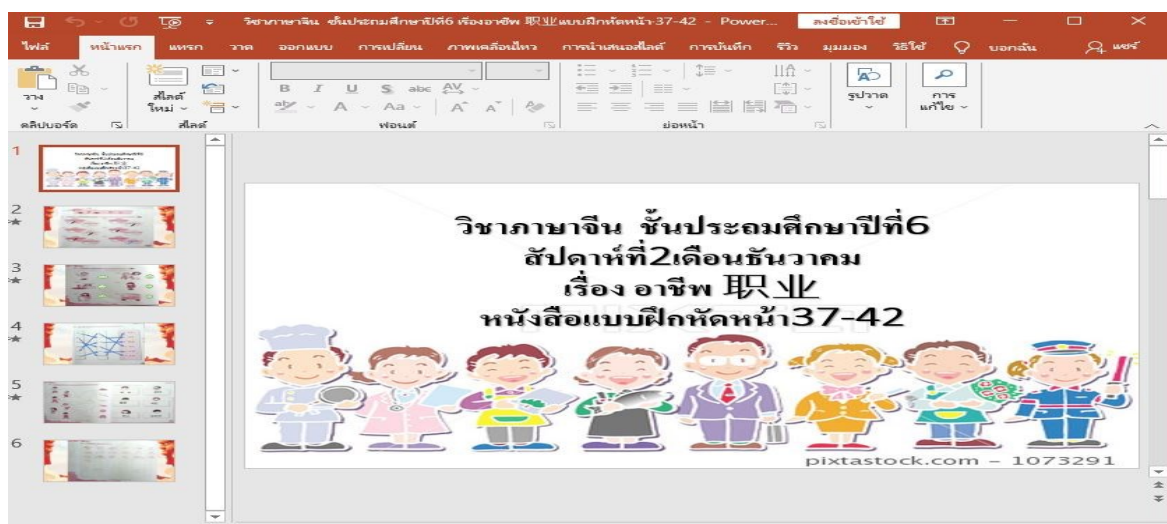 วิชาภาษาจีน ชั้นประถมศึกษาปีที่6 เรื่องอาชีพ 职业แบบฝึกหัดหน้า37-42 - Power...
ลงชื่อเข้าใช้
ไฟล์ หน้าแรก แทรก วาด ออกแบบ การเปลี่ยน ภาพเคลื่อนไหว การนำเสนอสไลด์ การบันทึก รีวิว มุมมอง วิธีใช้ บอกฉัน แชร์
วาง
สไลด์ใหม่
B I U S abc AV
aby A Aa A A
รูปวาด
การแก้ไข
คลิปบอร์ด สไลด์ ฟอนต์ ย่อหน้า
1
2
3
4
5
6
วิชาภาษาจีน ชั้นประถมศึกษาปีที่6
สัปดาห์ที่2เดือนธันวาคม
เรื่อง อาชีพ 职业
หนังสือแบบฝึกหัดหน้า37-42
pixtastock.com - 1073291